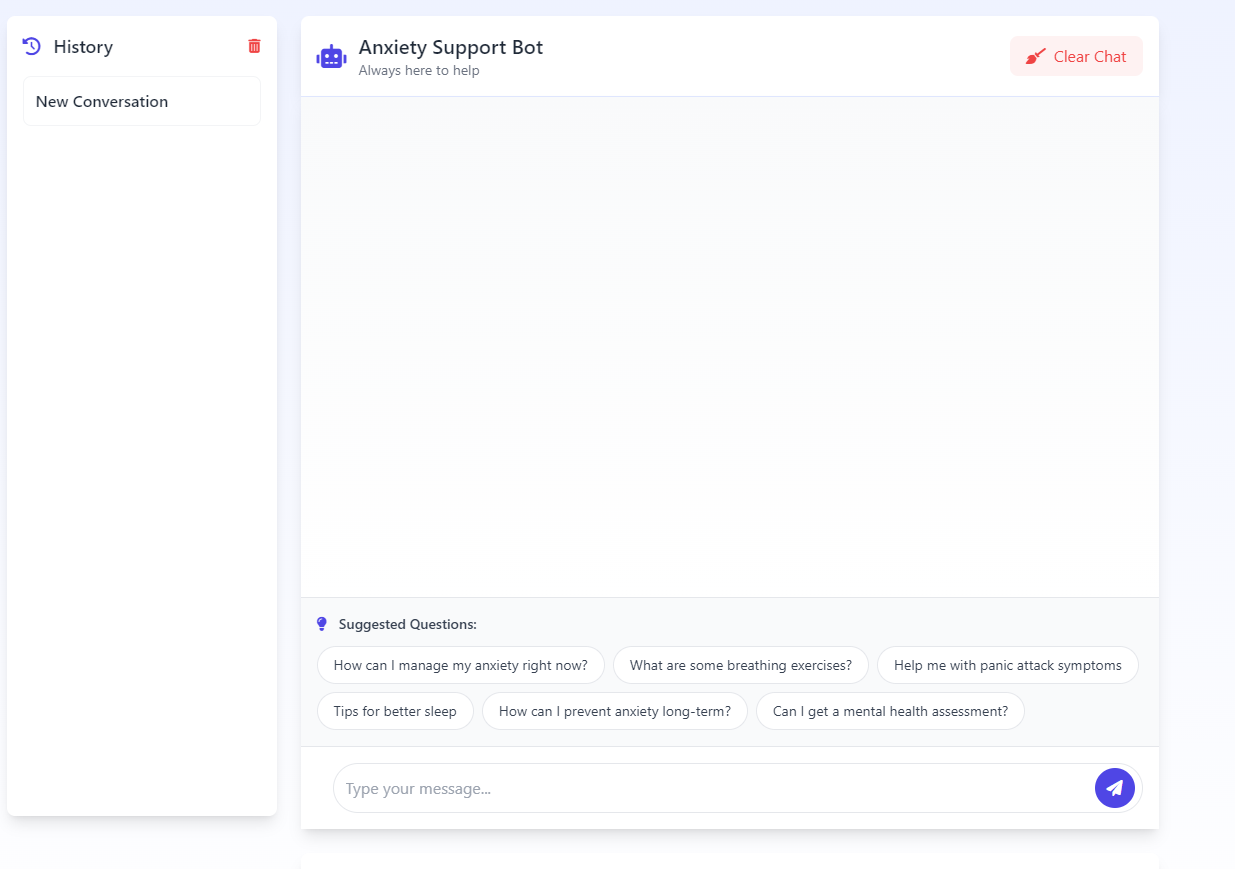 History
New Conversation
Anxiety Support Bot
Always here to help
Clear Chat
Suggested Questions:
How can I manage my anxiety right now?
What are some breathing exercises?
Help me with panic attack symptoms
Tips for better sleep
How can I prevent anxiety long-term?
Can I get a mental health assessment?
Type your message...